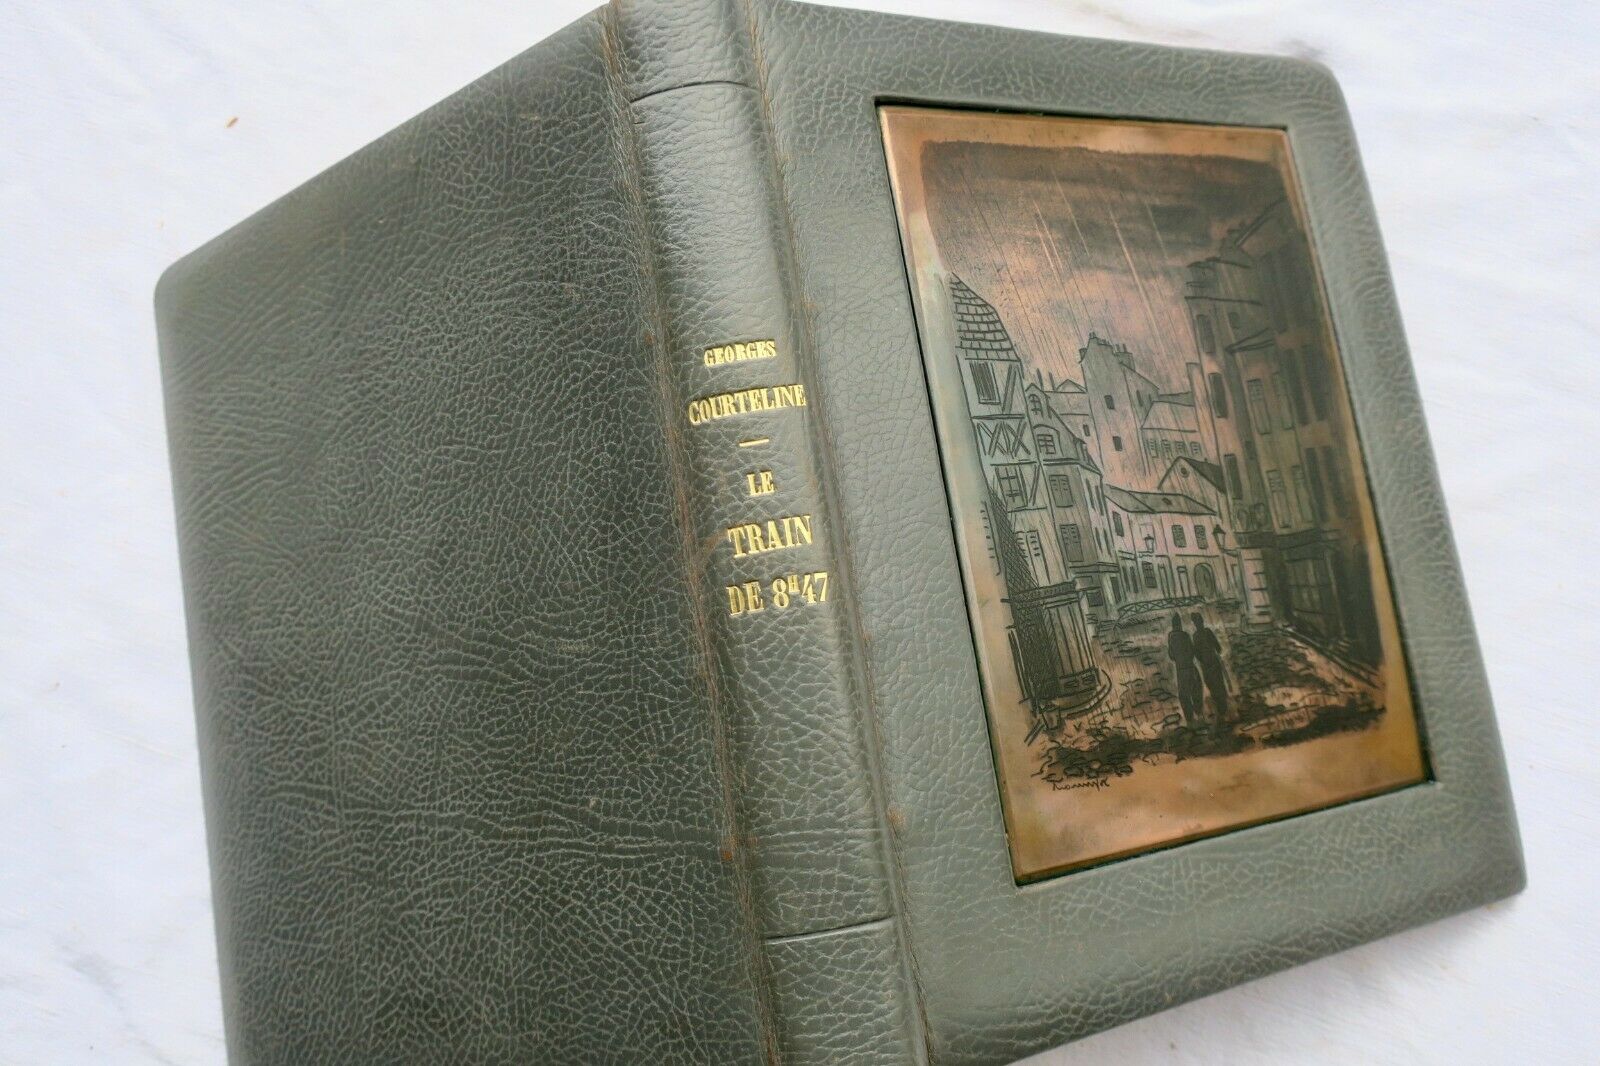 GEORGES
COURTELINE
—
LE
TRAIN
DE 8H47